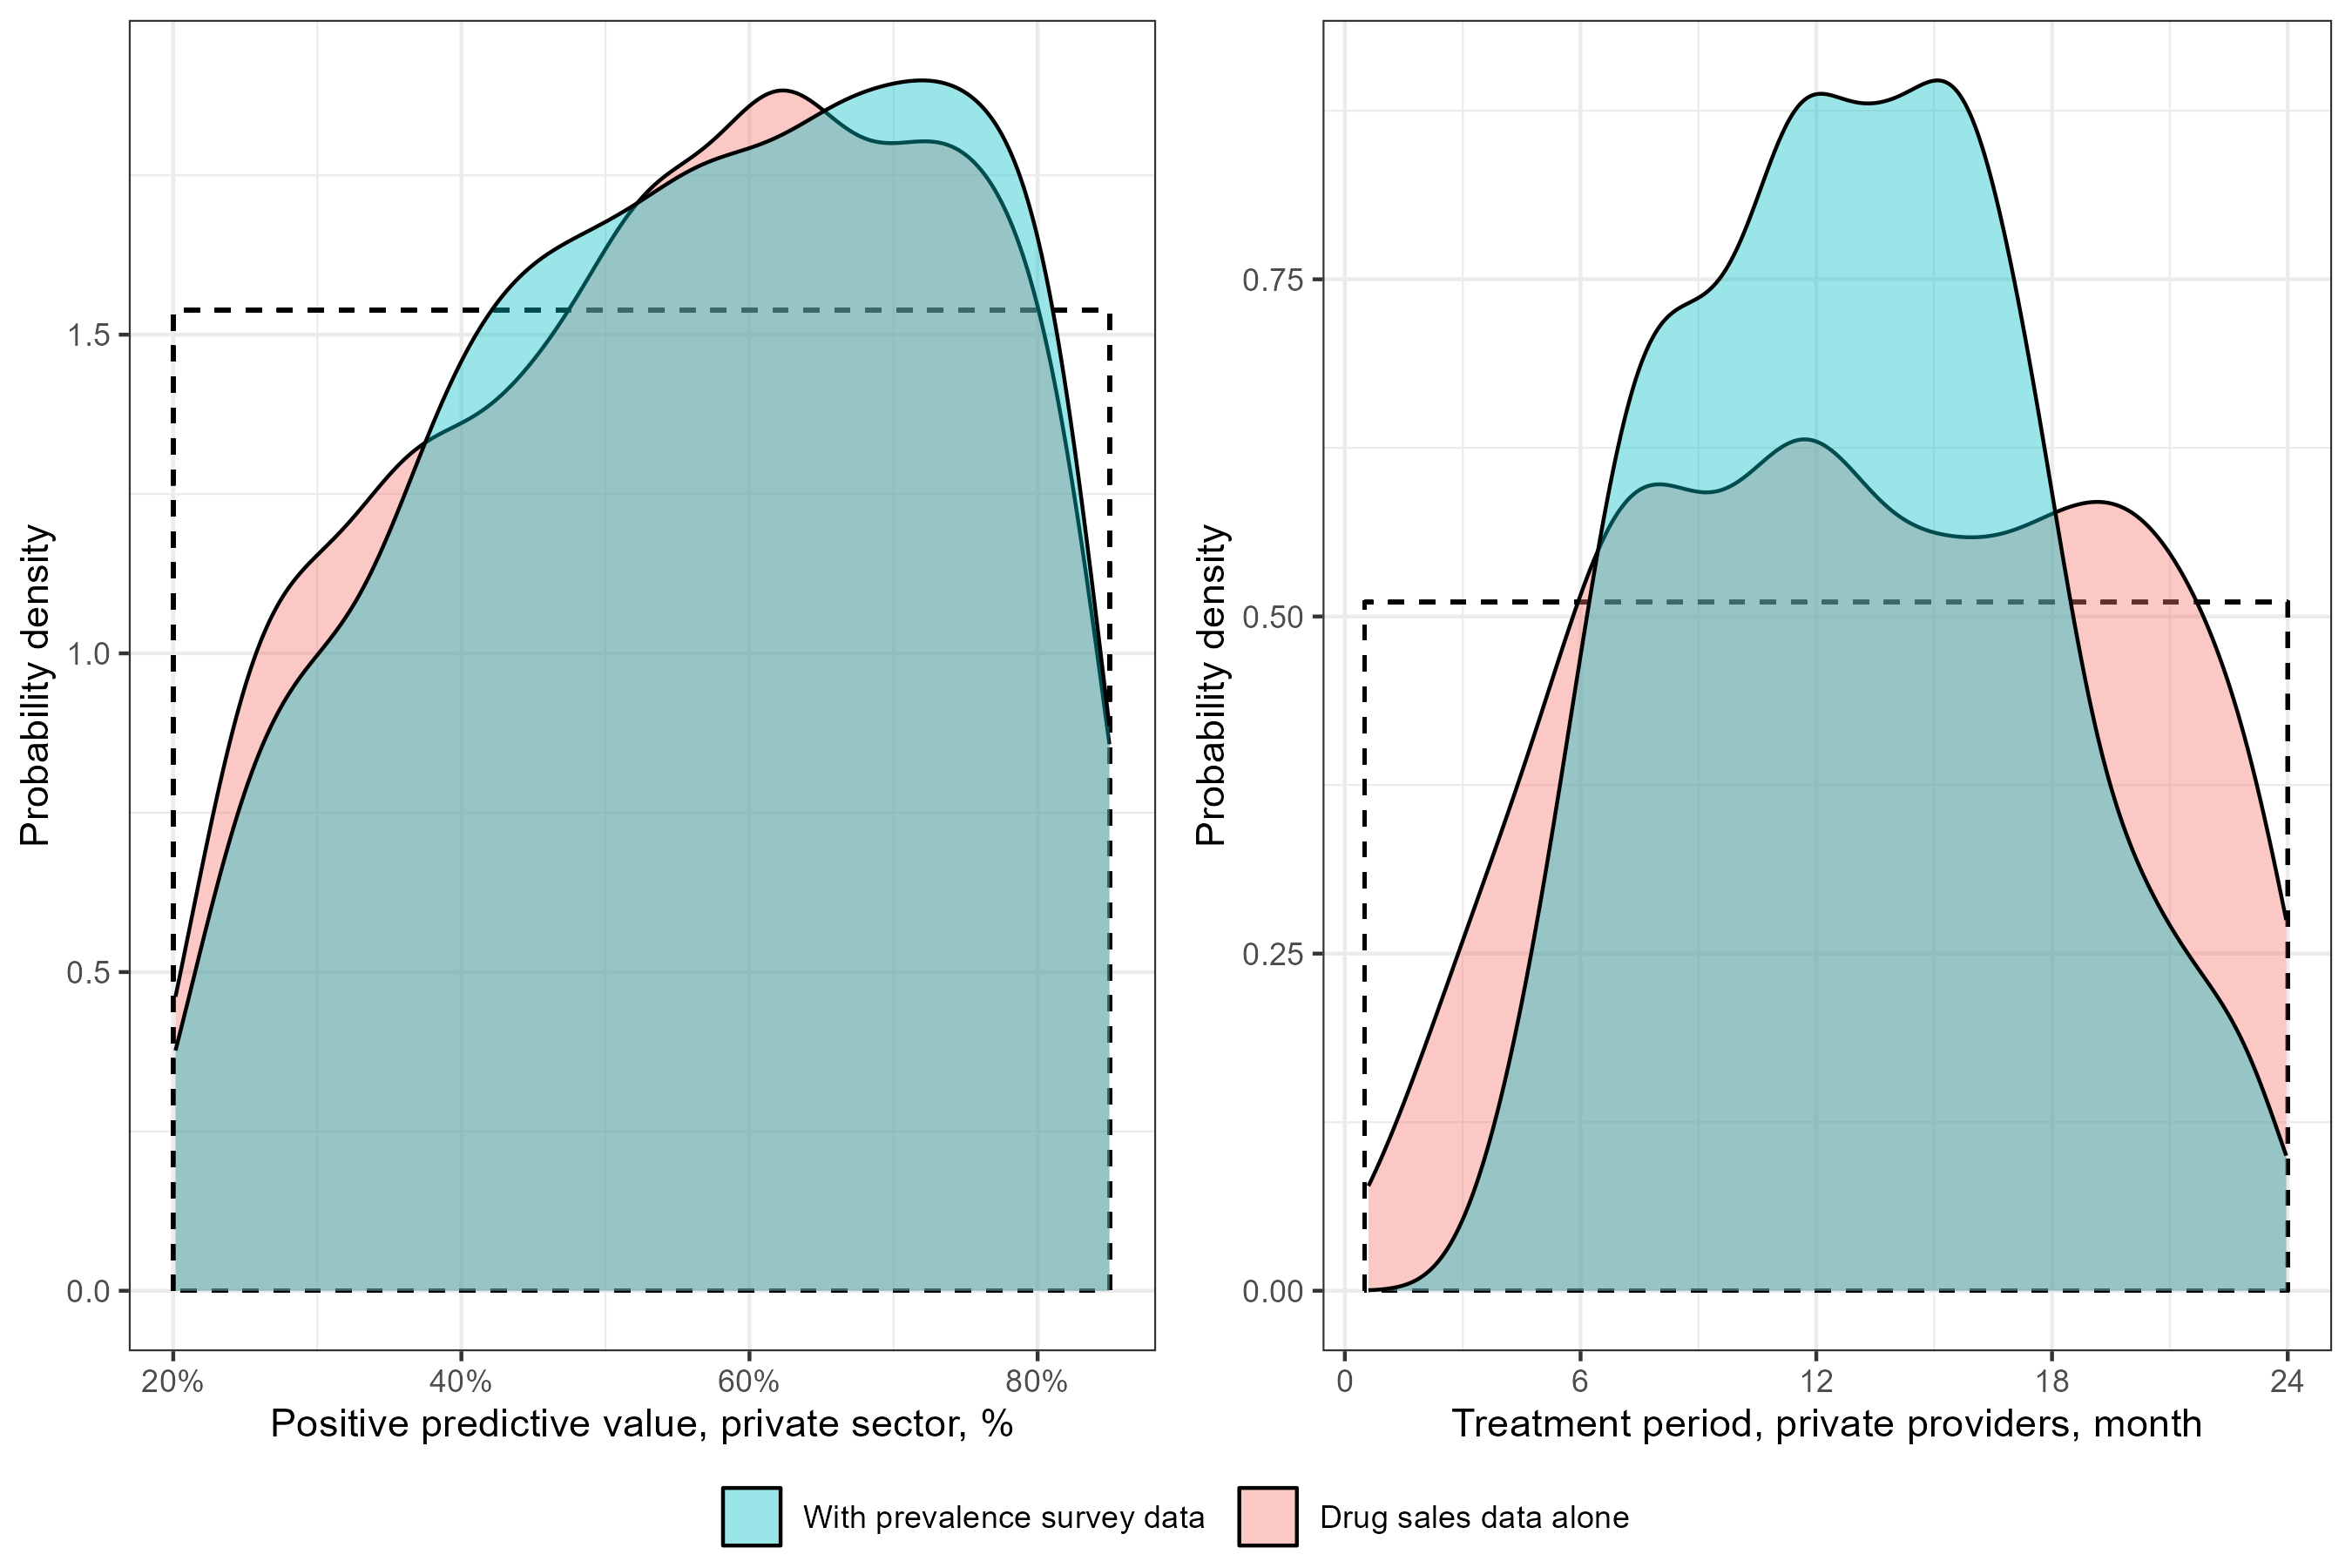 Probability density
1.5
1.0
0.5
0.0
20%
40%
60%
80%
Positive predictive value, private sector, %
Probability density
0.75
0.50
0.25
0.00
0
6
12
18
24
Treatment period, private providers, month
With prevalence survey data
Drug sales data alone